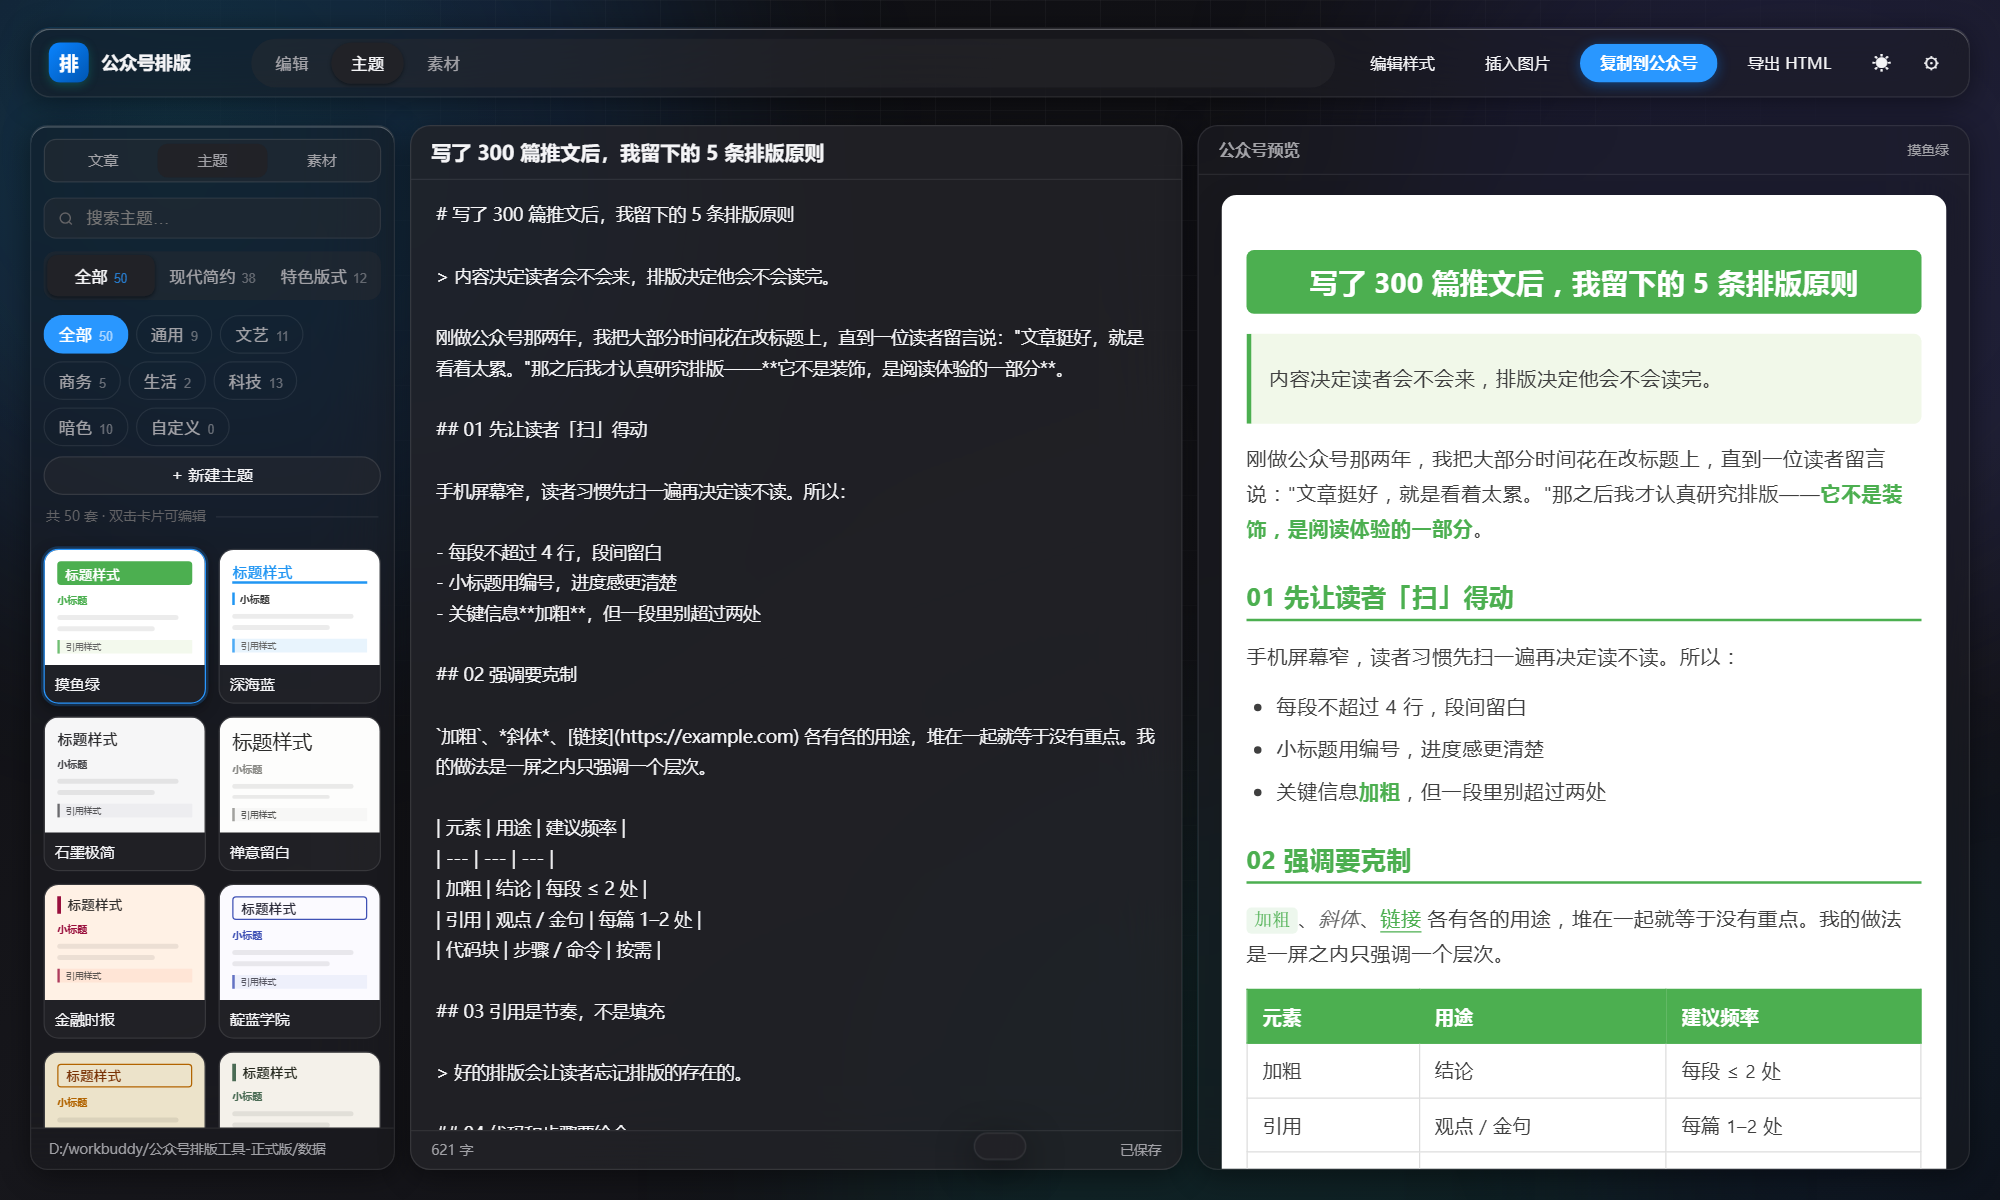 排 公众号排版
编辑 主题 素材
编辑样式 插入图片 复制到公众号 导出 HTML
文章 主题 素材
搜索主题...
全部 50 现代简约 38 特色版式 12
全部 50 通用 9 文艺 11
商务 5 生活 2 科技 13
暗色 10 自定义 0
+ 新建主题
共 50 套 · 双击卡片可编辑
标题样式
小标题
引用样式
摸鱼绿
标题样式
小标题
引用样式
深海蓝
标题样式
小标题
引用样式
石墨极简
标题样式
小标题
引用样式
禅意留白
标题样式
小标题
引用样式
金融时报
标题样式
小标题
引用样式
靛蓝学院
标题样式
小标题
标题样式
小标题
D:/workbuddy/公众号排版工具-正式版/数据
写了 300 篇推文后，我留下的 5 条排版原则
# 写了 300 篇推文后，我留下的 5 条排版原则
> 内容决定读者会不会来，排版决定他会不会读完。
刚做公众号那两年，我把大部分时间花在改标题上，直到一位读者留言说："文章挺好，就是
看着太累。"那之后我才认真研究排版——**它不是装饰，是阅读体验的一部分**。
## 01 先让读者「扫」得动
手机屏幕窄，读者习惯先扫一遍再决定读不读。所以：
- 每段不超过 4 行，段间留白
- 小标题用编号，进度感更清楚
- 关键信息**加粗**，但一段里别超过两处
## 02 强调要克制
`加粗`、*斜体*、[链接](https://example.com) 各有各的用途，堆在一起就等于没有重点。我
的做法是一屏之内只强调一个层次。
| 元素 | 用途 | 建议频率 |
| --- | --- | --- |
| 加粗 | 结论 | 每段 ≤ 2 处 |
| 引用 | 观点 / 金句 | 每篇 1–2 处 |
| 代码块 | 步骤 / 命令 | 按需 |
## 03 引用是节奏，不是填充
> 好的排版会让读者忘记排版的存在的。
621 字
已保存
公众号预览 摸鱼绿
写了 300 篇推文后，我留下的 5 条排版原则
内容决定读者会不会来，排版决定他会不会读完。
刚做公众号那两年，我把大部分时间花在改标题上，直到一位读者留言
说："文章挺好，就是看着太累。"那之后我才认真研究排版——它不是装
饰，是阅读体验的一部分。
01 先让读者「扫」得动
手机屏幕窄，读者习惯先扫一遍再决定读不读。所以：
• 每段不超过 4 行，段间留白
• 小标题用编号，进度感更清楚
• 关键信息加粗，但一段里别超过两处
02 强调要克制
加粗、斜体、链接 各有各的用途，堆在一起就等于没有重点。我的做法
是一屏之内只强调一个层次。
元素 用途 建议频率
加粗 结论 每段 ≤ 2 处
引用 观点 / 金句 每篇 1–2 处